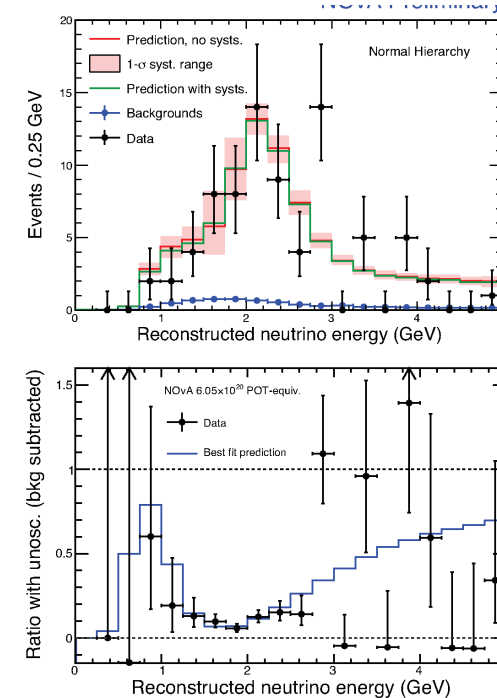 NOvA Preliminary
20
15
10
5
0
Events / 0.25 GeV
Prediction, no systs.
1-σ syst. range
Prediction with systs.
Backgrounds
Data
Normal Hierarchy
0 1 2 3 4
Reconstructed neutrino energy (GeV)
1.5
1
0.5
0
Ratio with unosc. (bkg subtracted)
NOvA 6.05×10²⁰ POT-equiv.
Data
Best fit prediction
0 1 2 3 4
Reconstructed neutrino energy (GeV)